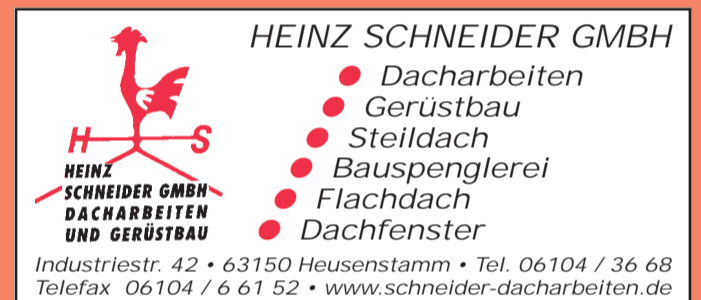 HEINZ SCHNEIDER GMBH
Dacharbeiten
Gerüstbau
Steildach
Bauspenglerei
Flachdach
Dachfenster
H S
HEINZ
SCHNEIDER GMBH
DACHARBEITEN
UND GERÜSTBAU
Industriestr. 42 • 63150 Heusenstamm • Tel. 06104 / 36 68
Telefax 06104 / 6 61 52 • www.schneider-dacharbeiten.de